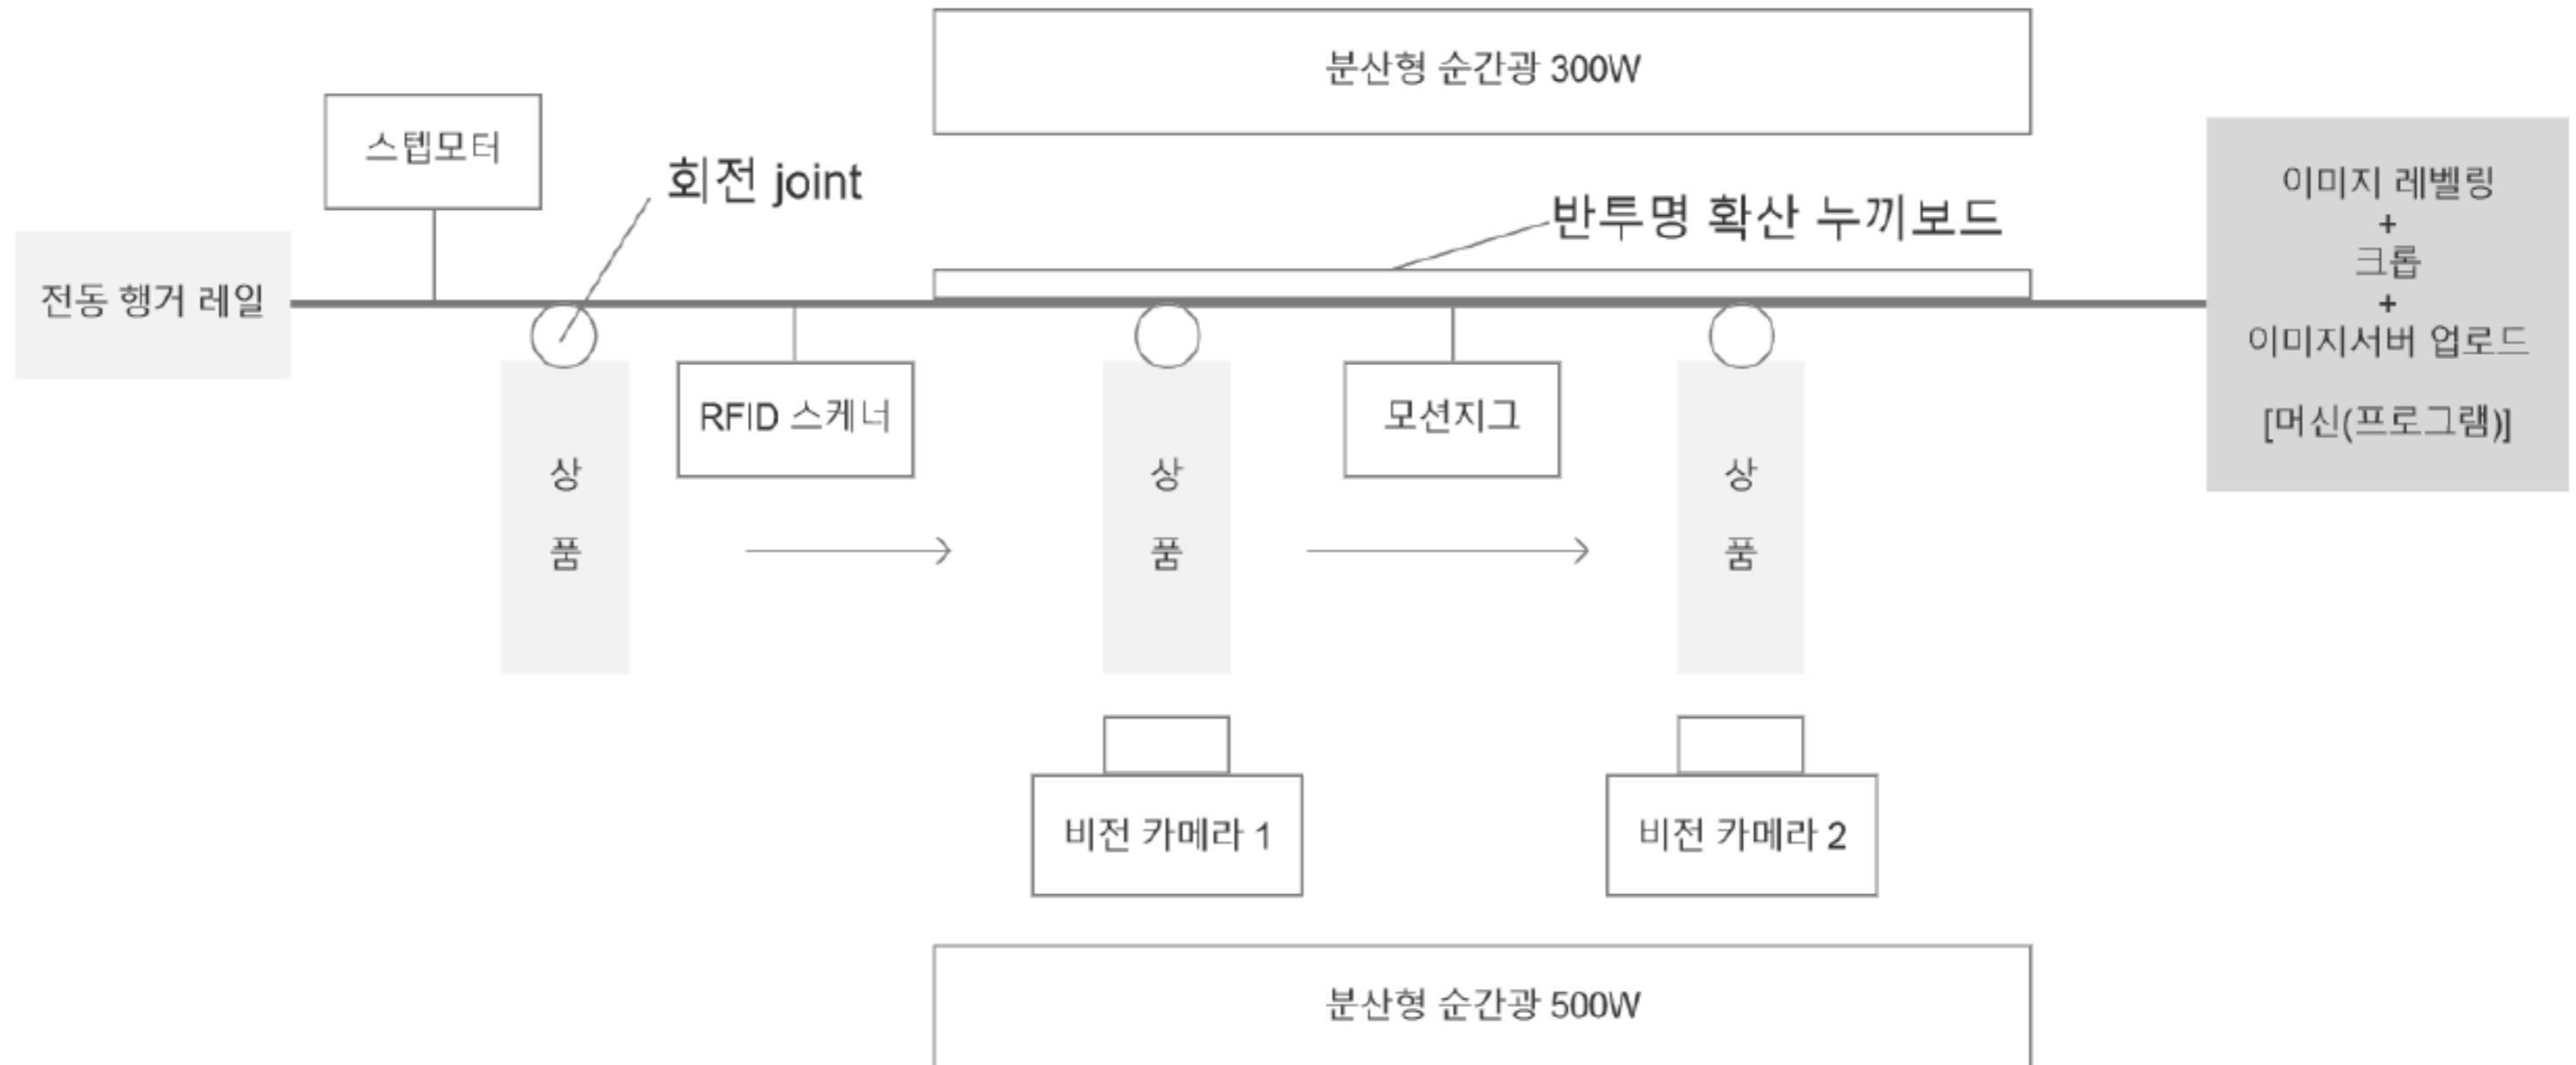 분산형 순간광 300W
스텝모터
회전 joint
반투명 확산 누끼보드
전동 행거 레일
이미지 레벨링
+
크롭
+
이미지서버 업로드
[머신(프로그램)]
RFID 스케너
모션지그
상
품
상
품
상
품
비전 카메라 1
비전 카메라 2
분산형 순간광 500W